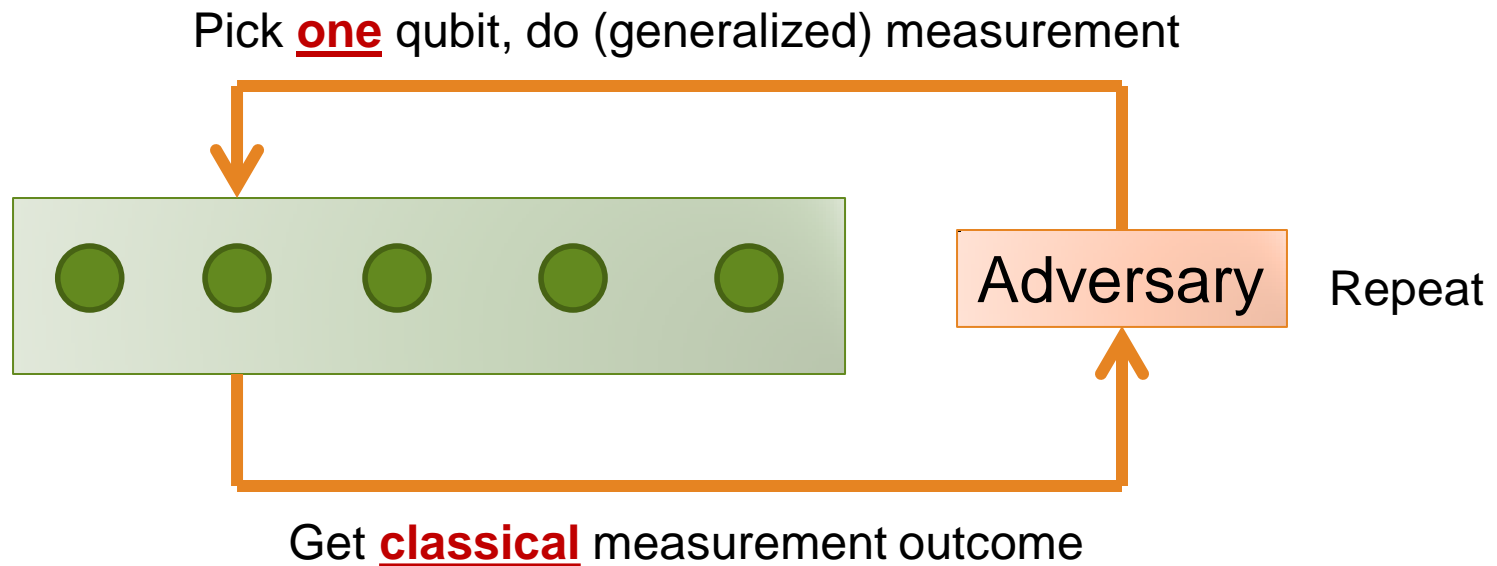 Pick one qubit, do (generalized) measurement
Adversary
Repeat
Get classical measurement outcome